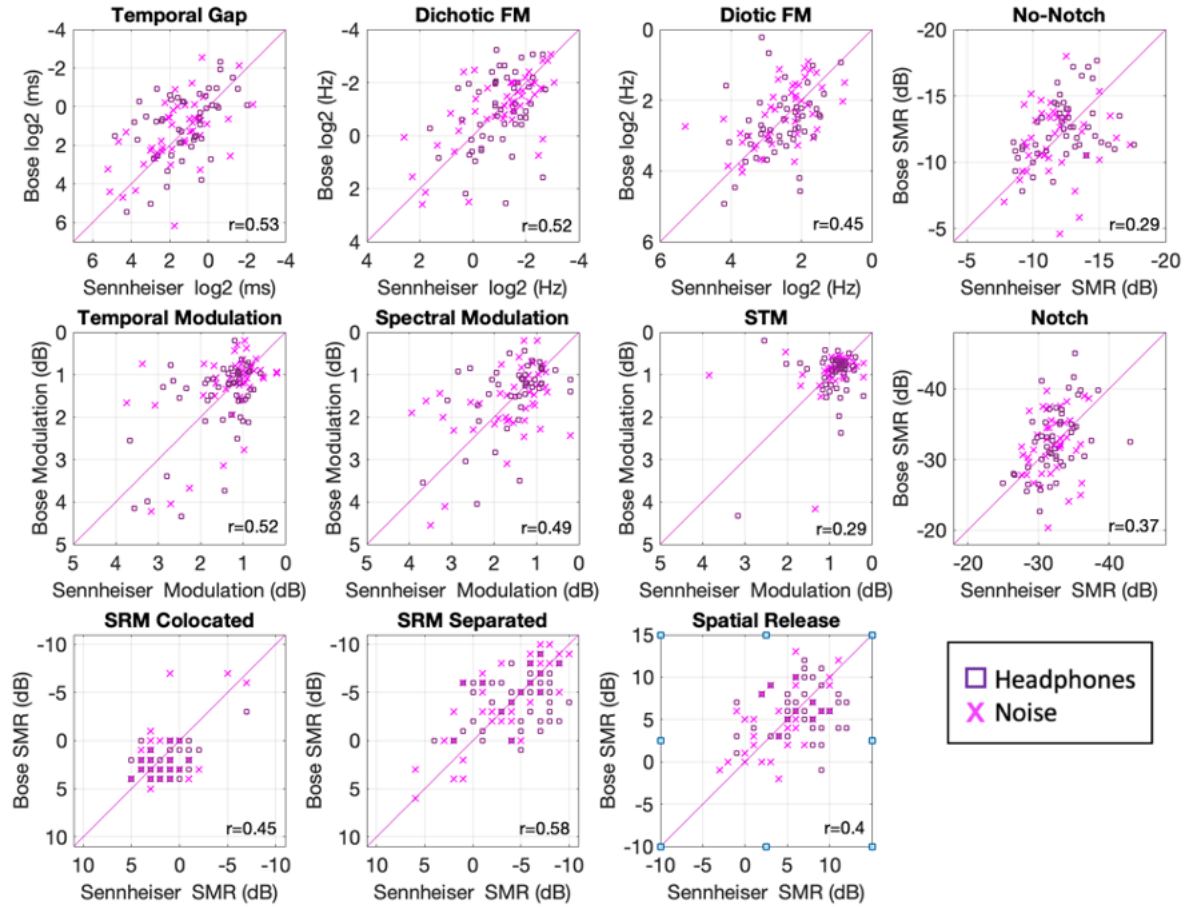 Temporal Gap
-4
-2
0
2
4
6
Bose log2 (ms)
r=0.53
6 4 2 0 -2 -4
Sennheiser log2 (ms)
Dichotic FM
-4
-2
0
2
4
Bose log2 (Hz)
r=0.52
4 2 0 -2 -4
Sennheiser log2 (Hz)
Diotic FM
0
2
4
6
Bose log2 (Hz)
r=0.45
6 4 2 0
Sennheiser log2 (Hz)
No-Notch
-20
-15
-10
-5
Bose SMR (dB)
r=0.29
-5 -10 -15 -20
Sennheiser SMR (dB)
Temporal Modulation
0
1
2
3
4
5
Bose Modulation (dB)
r=0.52
5 4 3 2 1 0
Sennheiser Modulation (dB)
Spectral Modulation
0
1
2
3
4
5
Bose Modulation (dB)
r=0.49
5 4 3 2 1 0
Sennheiser Modulation (dB)
STM
0
1
2
3
4
5
Bose Modulation (dB)
r=0.29
5 4 3 2 1 0
Sennheiser Modulation (dB)
Notch
-40
-30
-20
Bose SMR (dB)
r=0.37
-20 -30 -40
Sennheiser SMR (dB)
SRM Colocated
-10
-5
0
5
10
Bose SMR (dB)
r=0.45
10 5 0 -5 -10
Sennheiser SMR (dB)
SRM Separated
-10
-5
0
5
10
Bose SMR (dB)
r=0.58
10 5 0 -5 -10
Sennheiser SMR (dB)
Spatial Release
15
10
5
0
-5
-10
Bose SMR (dB)
r=0.4
-10 -5 0 5 10
Sennheiser SMR (dB)
Headphones
Noise